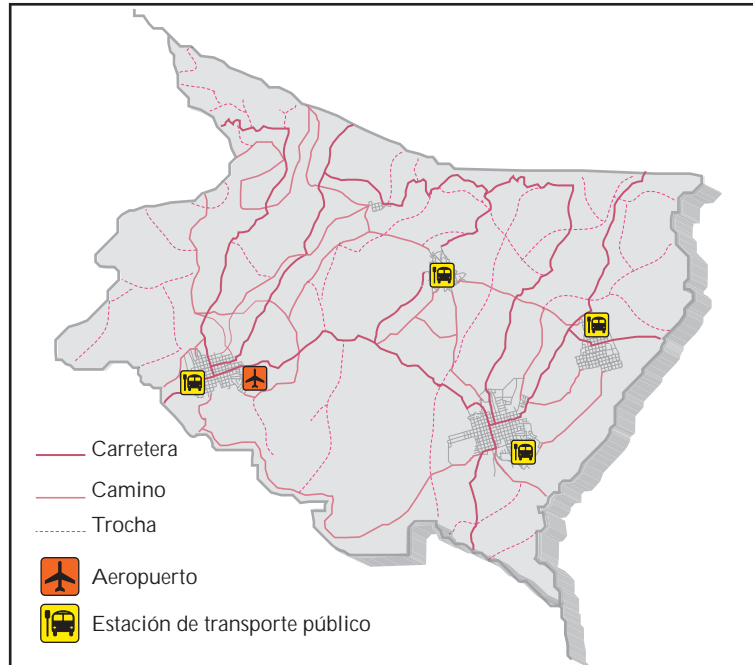 Carretera
Camino
Trocha
Aeropuerto
Estación de transporte público